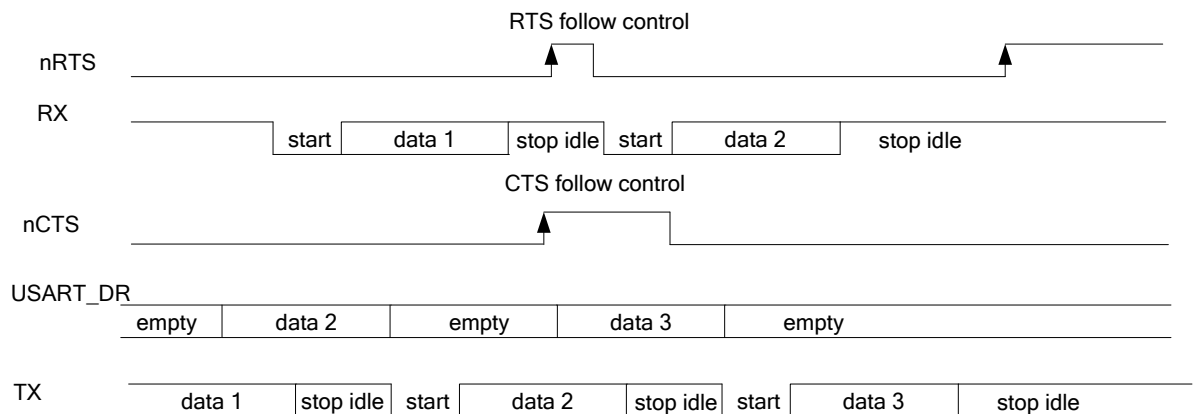 RTS follow control
nRTS
RX
start data 1 stop idle start data 2 stop idle
CTS follow control
nCTS
USART_DR
empty data 2 empty data 3 empty
TX
data 1 stop idle start data 2 stop idle start data 3 stop idle